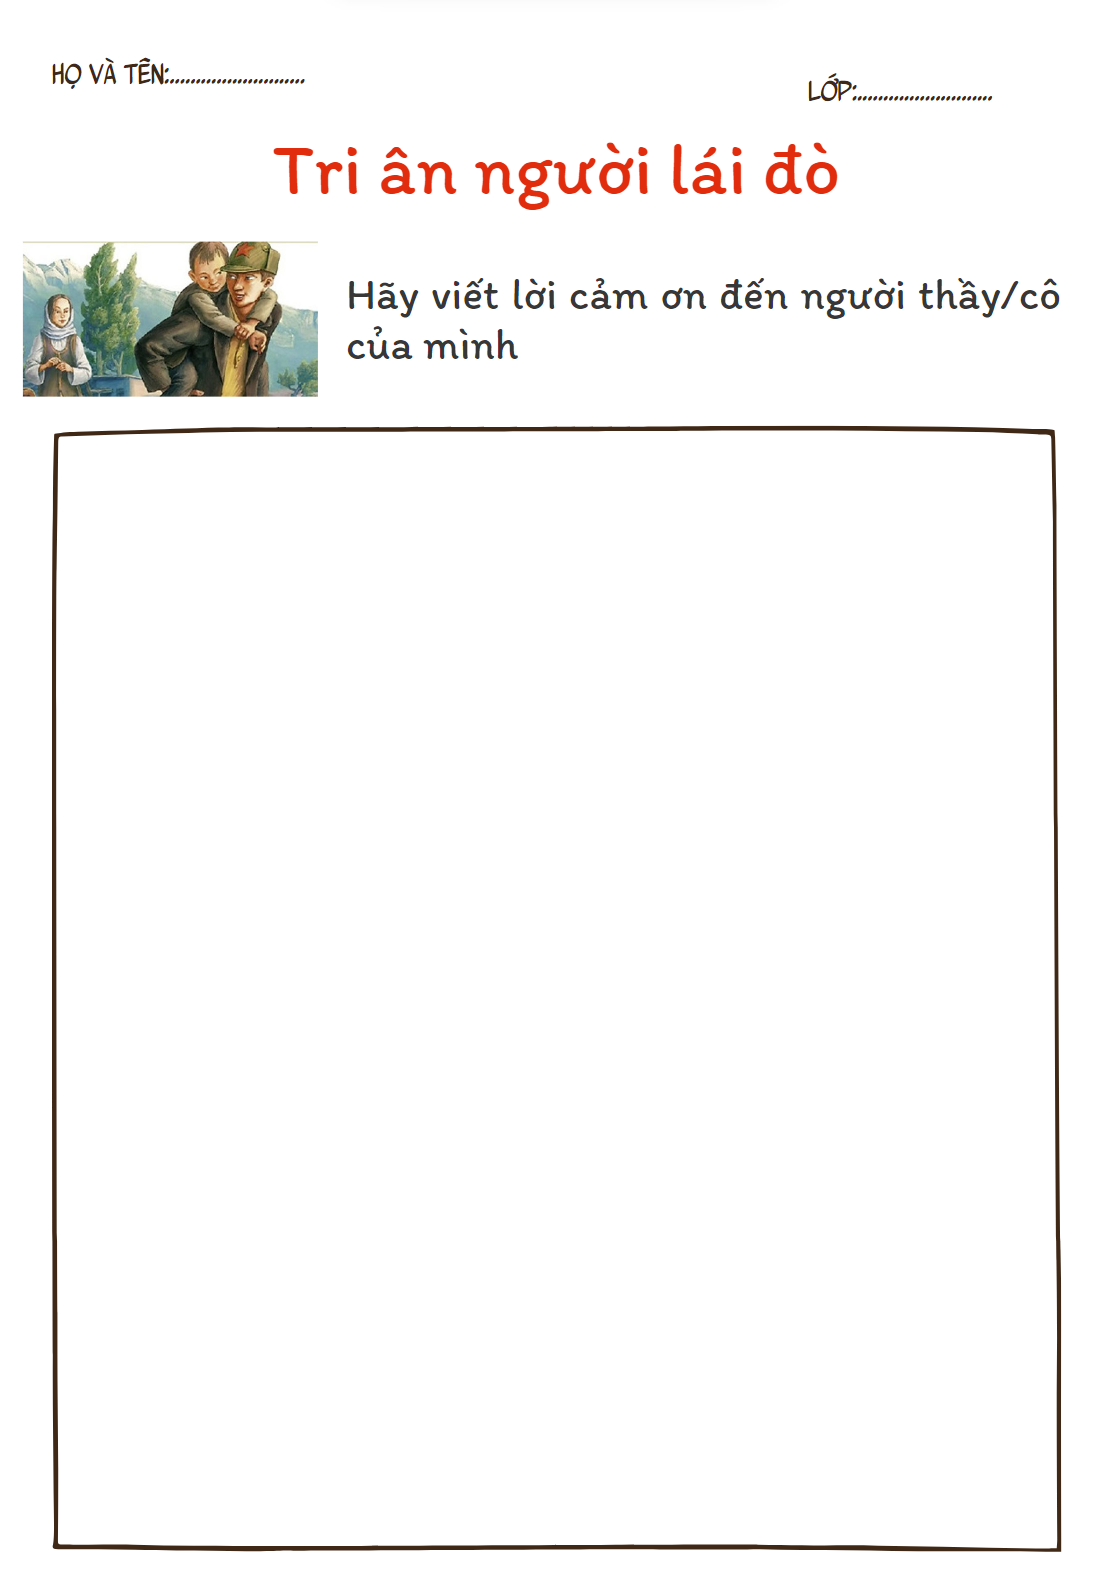 HỌ VÀ TÊN:..........................
LỚP:..........................
Tri ân người lái đò
Hãy viết lời cảm ơn đến người thầy/cô
của mình